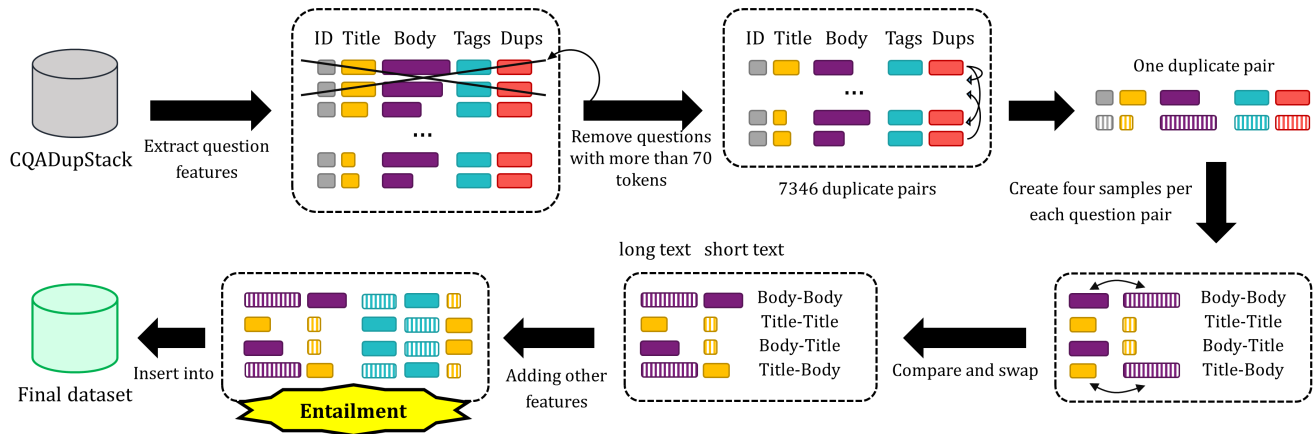 ID Title Body Tags Dups
...
CQADupStack
Extract question
features
Remove questions
with more than 70
tokens
ID Title Body Tags Dups
...
7346 duplicate pairs
One duplicate pair
Create four samples per
each question pair
Body-Body
Title-Title
Body-Title
Title-Body
Compare and swap
long text short text
Body-Body
Title-Title
Body-Title
Title-Body
Adding other
features
Entailment
Insert into
Final dataset